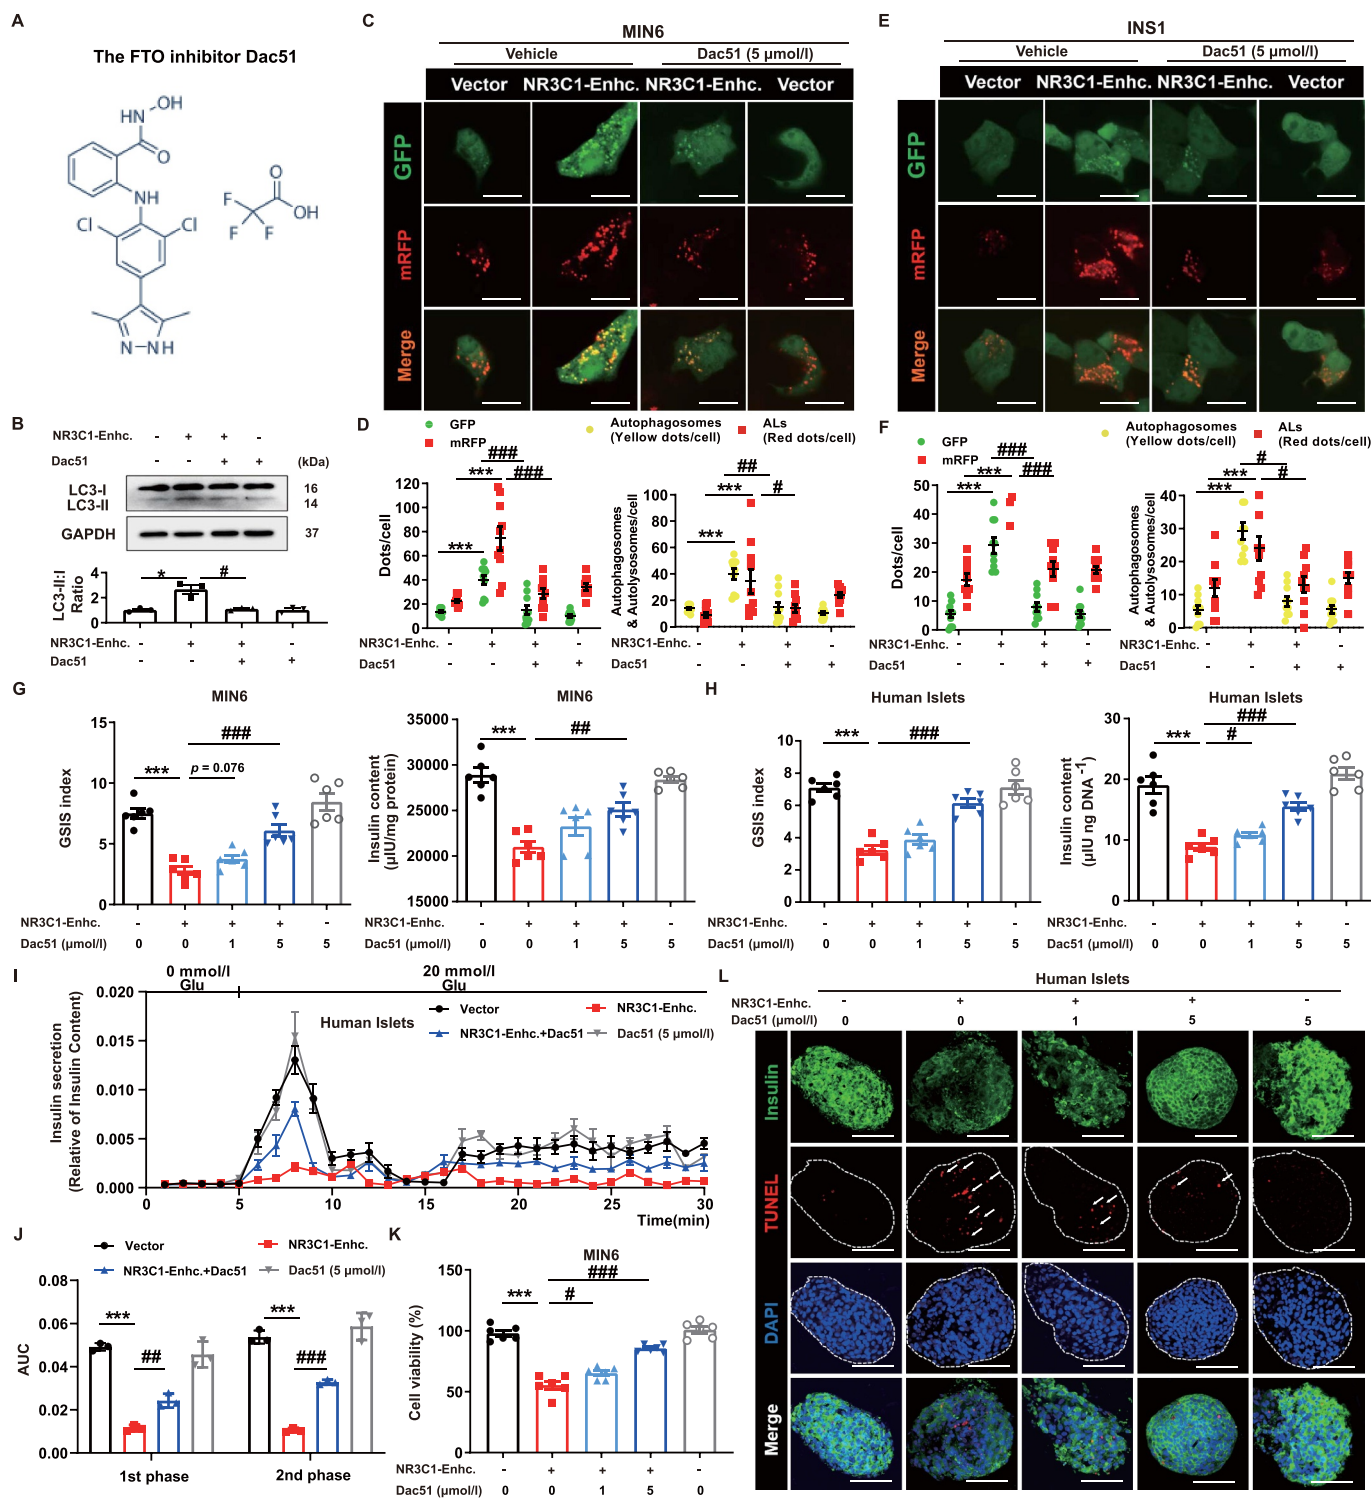 A
The FTO inhibitor Dac51
OH
HN
O
NH
Cl
Cl
N
NH
O
F
OH
F
F
B
NR3C1-Enhc. - + + -
Dac51 - - + + (kDa)
LC3-I 16
LC3-II 14
GAPDH 37
LC3-II:I
Ratio
4
3
2
1
0
* #
NR3C1-Enhc. - + + -
Dac51 - - + +
C
MIN6
Vehicle Dac51 (5 μmol/l)
Vector NR3C1-Enhc. NR3C1-Enhc. Vector
GFP
mRFP
Merge
D
GFP
mRFP
Autophagosomes
(Yellow dots/cell)
ALs
(Red dots/cell)
Dots/cell
120
100
80
60
40
20
0
*** *** ### ###
NR3C1-Enhc. - + + -
Dac51 - - + +
Autophagosomes
& Autolysosomes/cell
100
80
60
40
20
0
*** *** ## #
E
INS1
Vehicle Dac51 (5 μmol/l)
Vector NR3C1-Enhc. NR3C1-Enhc. Vector
GFP
mRFP
Merge
F
GFP
mRFP
Autophagosomes
(Yellow dots/cell)
ALs
(Red dots/cell)
Dots/cell
50
40
30
20
10
0
*** *** ### ###
NR3C1-Enhc. - + + -
Dac51 - - + +
Autophagosomes
& Autolysosomes/cell
40
30
20
10
0
*** *** # #
G
MIN6
GSIS index
15
10
5
0
*** p = 0.076 ###
NR3C1-Enhc. - + + + -
Dac51 (μmol/l) 0 0 1 5 5
MIN6
Insulin content
(μIU/mg protein)
35000
30000
25000
20000
15000
*** ##
- + + + -
0 0 1 5 5
H
Human Islets
GSIS index
8
6
4
2
0
*** ###
NR3C1-Enhc. - + + + -
Dac51 (μmol/l) 0 0 1 5 5
Human Islets
Insulin content
(μIU ng DNA-1)
30
20
10
0
*** # ###
- + + + -
0 0 1 5 5
I
0 mmol/l
Glu
20 mmol/l
Glu
Human Islets
Vector
NR3C1-Enhc.
NR3C1-Enhc.+Dac51
Dac51 (5 μmol/l)
Insulin secretion
(Relative of Insulin Content)
0.020
0.015
0.010
0.005
0.000
0 5 10 15 20 25 30
Time(min)
J
Vector
NR3C1-Enhc.
NR3C1-Enhc.+Dac51
Dac51 (5 μmol/l)
AUC
0.08
0.06
0.04
0.02
0.00
*** ## *** ###
1st phase 2nd phase
K
MIN6
Cell viability (%)
150
100
50
0
*** # ###
NR3C1-Enhc. - + + + -
Dac51 (μmol/l) 0 0 1 5 0
L
Human Islets
NR3C1-Enhc. - + + + -
Dac51 (μmol/l) 0 0 1 5 5
Insulin
TUNEL
DAPI
Merge